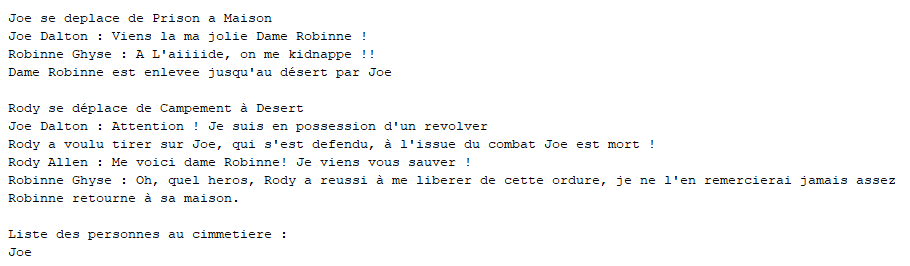 Joe se deplace de Prison a Maison
Joe Dalton : Viens la ma jolie Dame Robinne !
Robinne Ghyse : A L'aiiiide, on me kidnappe !!
Dame Robinne est enlevee jusqu'au désert par Joe
Rody se déplace de Campement à Desert
Joe Dalton : Attention ! Je suis en possession d'un revolver
Rody a voulu tirer sur Joe, qui s'est defendu, à l'issue du combat Joe est mort !
Rody Allen : Me voici dame Robinne! Je viens vous sauver !
Robinne Ghyse : Oh, quel heros, Rody a reussi à me liberer de cette ordure, je ne l'en remercierai jamais assez
Robinne retourne à sa maison.
Liste des personnes au cimmetiere :
Joe